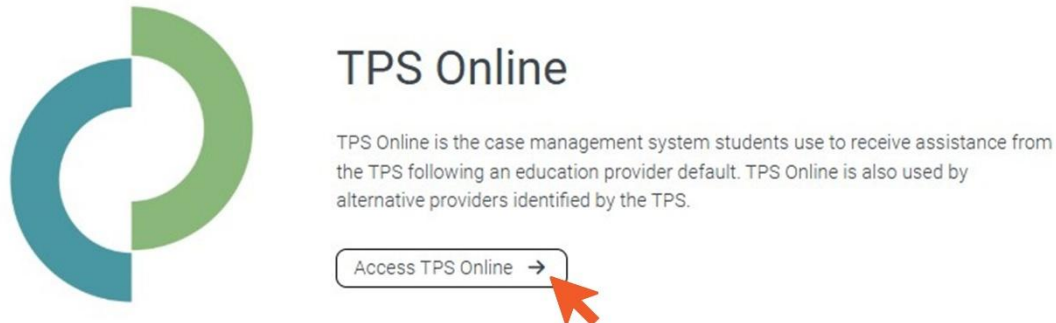 TPS Online
TPS Online is the case management system students use to receive assistance from
the TPS following an education provider default. TPS Online is also used by
alternative providers identified by the TPS.
Access TPS Online →